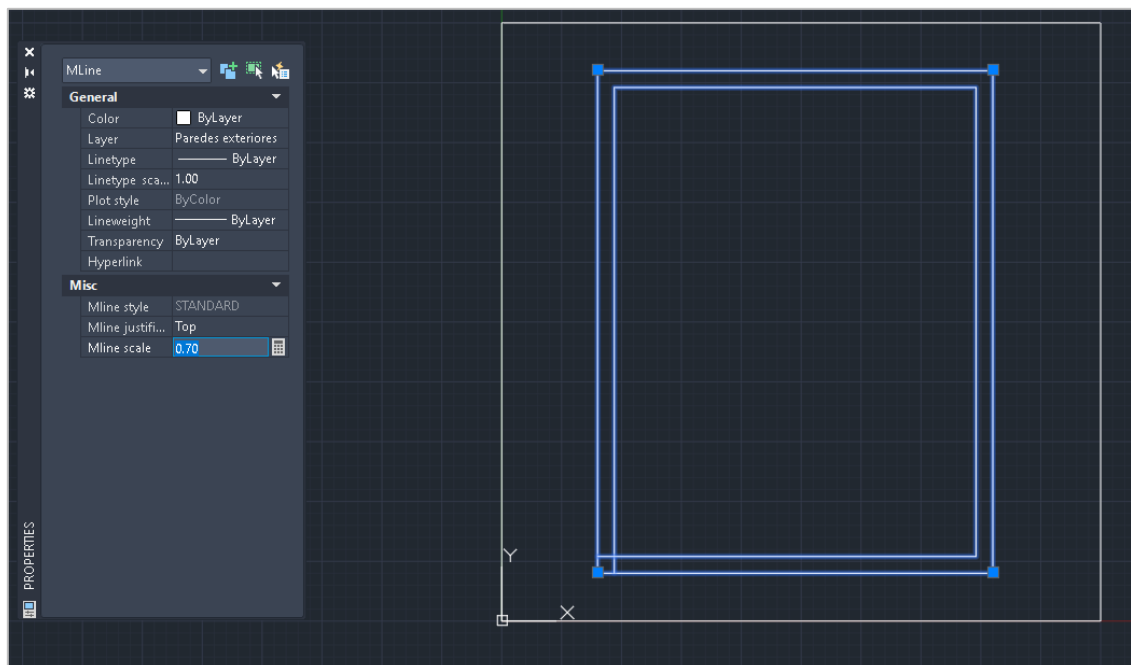 MLine
General
Color ByLayer
Layer Paredes exteriores
Linetype ByLayer
Linetype sca... 1.00
Plot style ByColor
Lineweight ByLayer
Transparency ByLayer
Hyperlink
Misc
Mline style STANDARD
Mline justifi... Top
Mline scale 0.70
PROPERTIES
Y
X